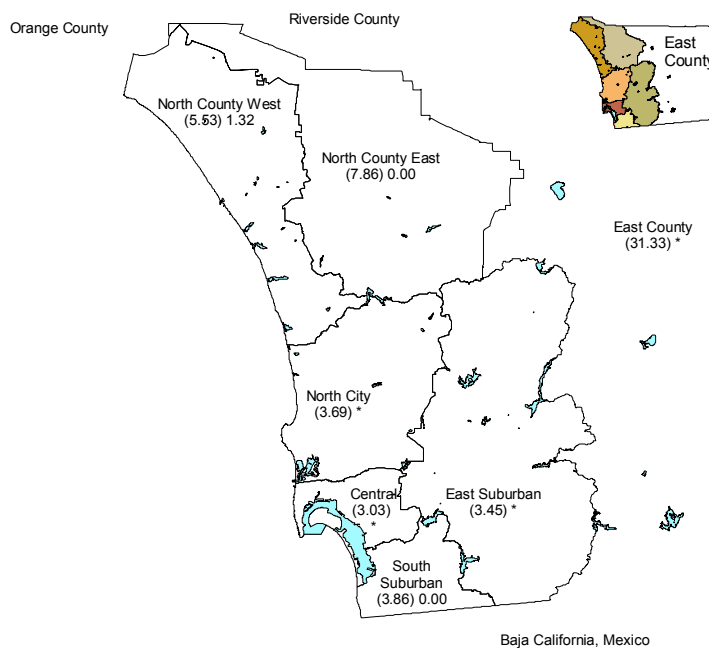 Riverside County
Orange County
East
County
North County West
(5.53) 1.32
North County East
(7.86) 0.00
East County
(31.33) *
North City
(3.69) *
Central
(3.03)
*
East Suburban
(3.45) *
South
Suburban
(3.86) 0.00
Baja California, Mexico